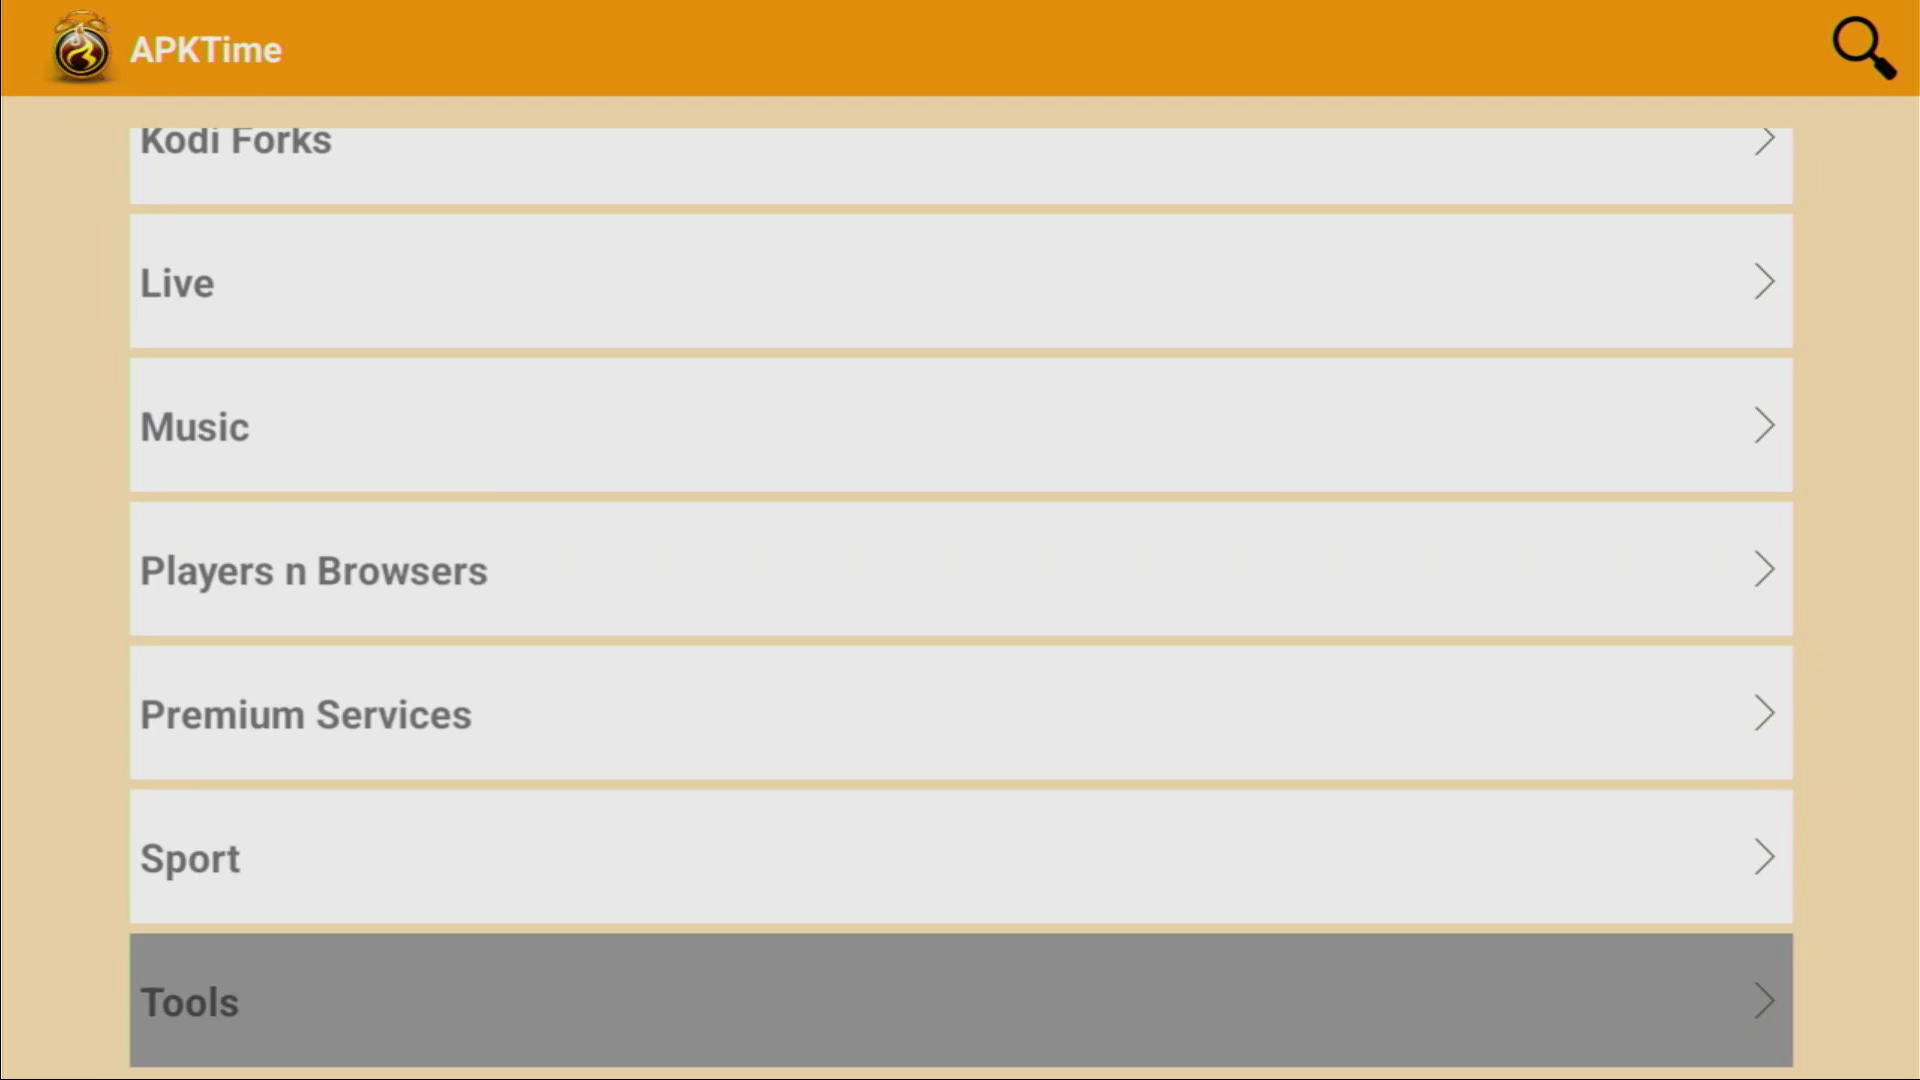 APKTime
Kodi Forks
Live
Music
Players n Browsers
Premium Services
Sport
Tools